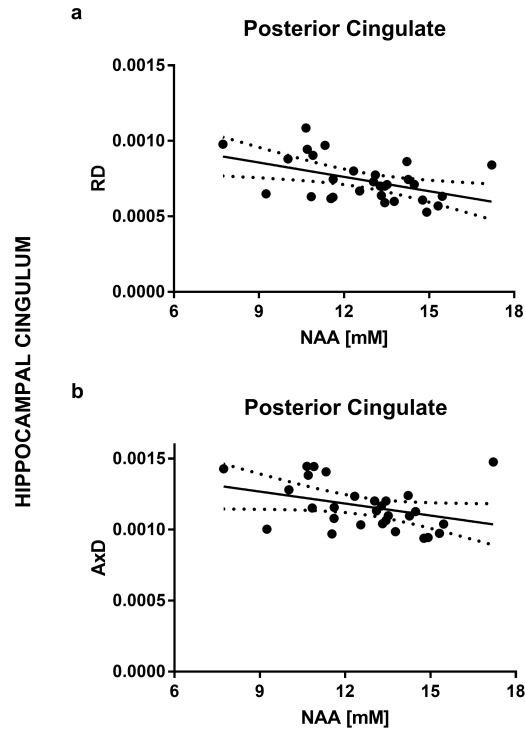 a
Posterior Cingulate
0.0015
0.0010
0.0005
0.0000
RD
6 9 12 15 18
NAA [mM]
HIPPOCAMPAL CINGULUM
b
Posterior Cingulate
0.0015
0.0010
0.0005
0.0000
AxD
6 9 12 15 18
NAA [mM]